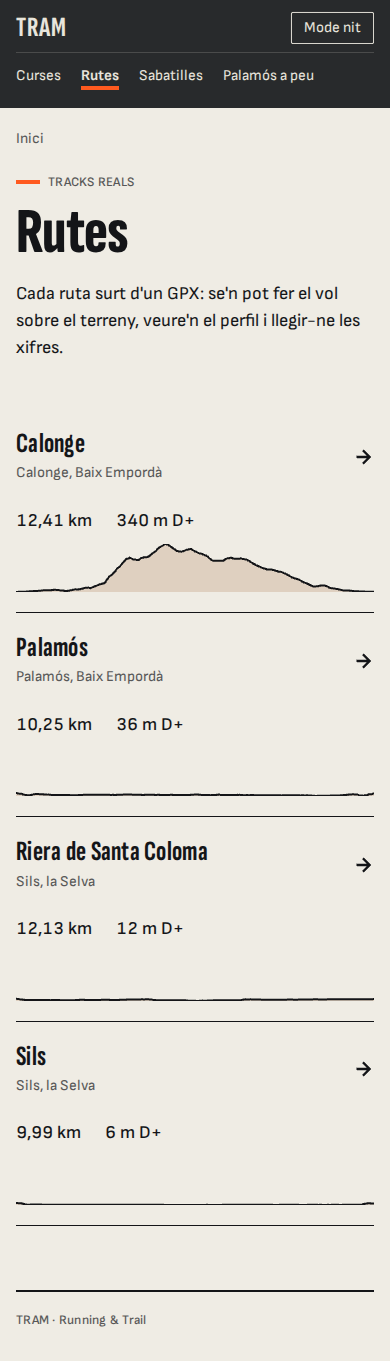 TRAM
Mode nit
Curses Rutes Sabatilles Palamós a peu
Inici
TRACKS REALS
Rutes
Cada ruta surt d'un GPX: se'n pot fer el vol
sobre el terreny, veure'n el perfil i llegir-ne les
xifres.
Calonge
Calonge, Baix Empordà
12,41 km 340 m D+
Palamós
Palamós, Baix Empordà
10,25 km 36 m D+
Riera de Santa Coloma
Sils, la Selva
12,13 km 12 m D+
Sils
Sils, la Selva
9,99 km 6 m D+
TRAM · Running & Trail